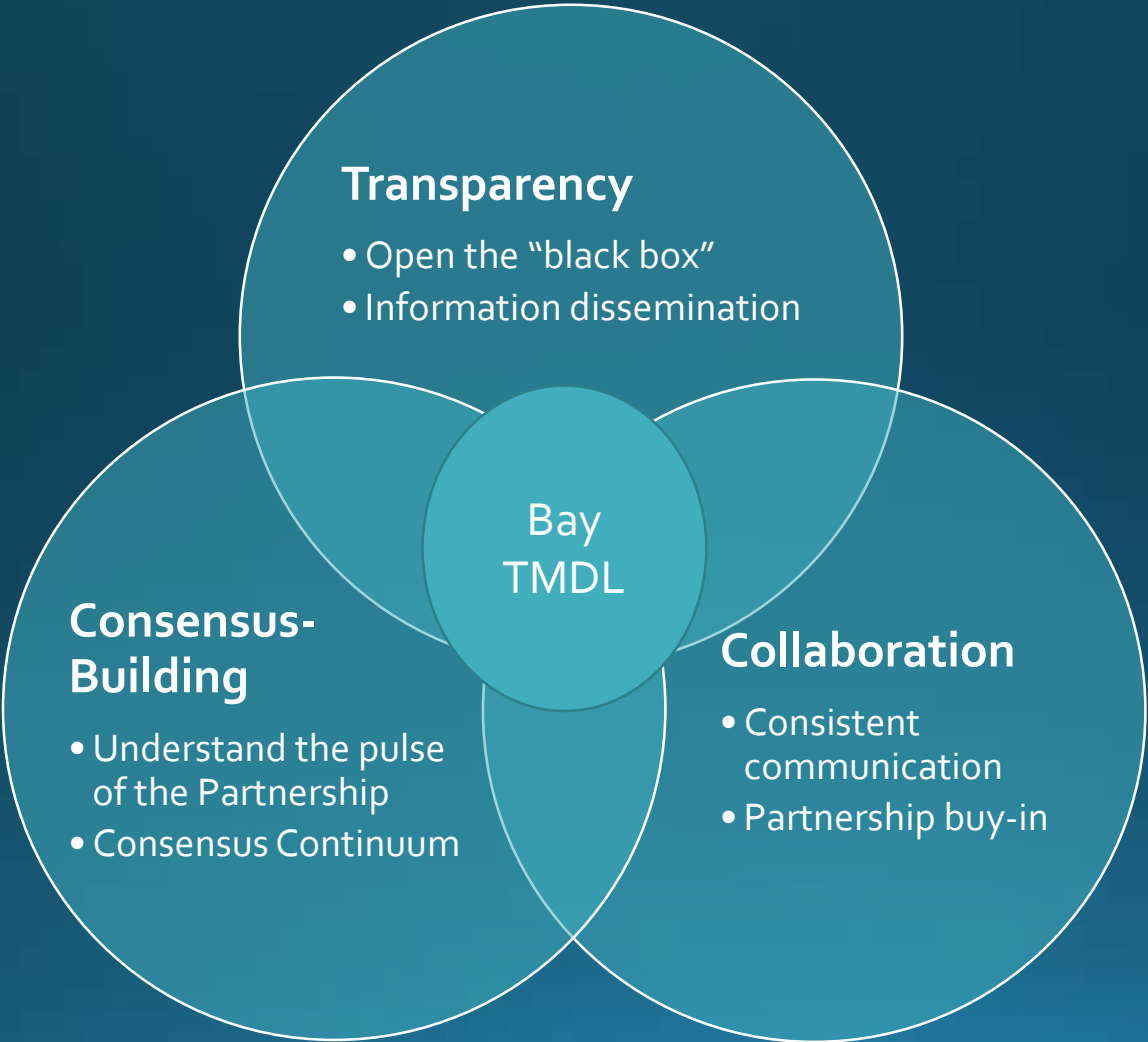 Transparency
• Open the “black box”
• Information dissemination
Bay
TMDL
Consensus-
Building
• Understand the pulse
of the Partnership
• Consensus Continuum
Collaboration
• Consistent
communication
• Partnership buy-in